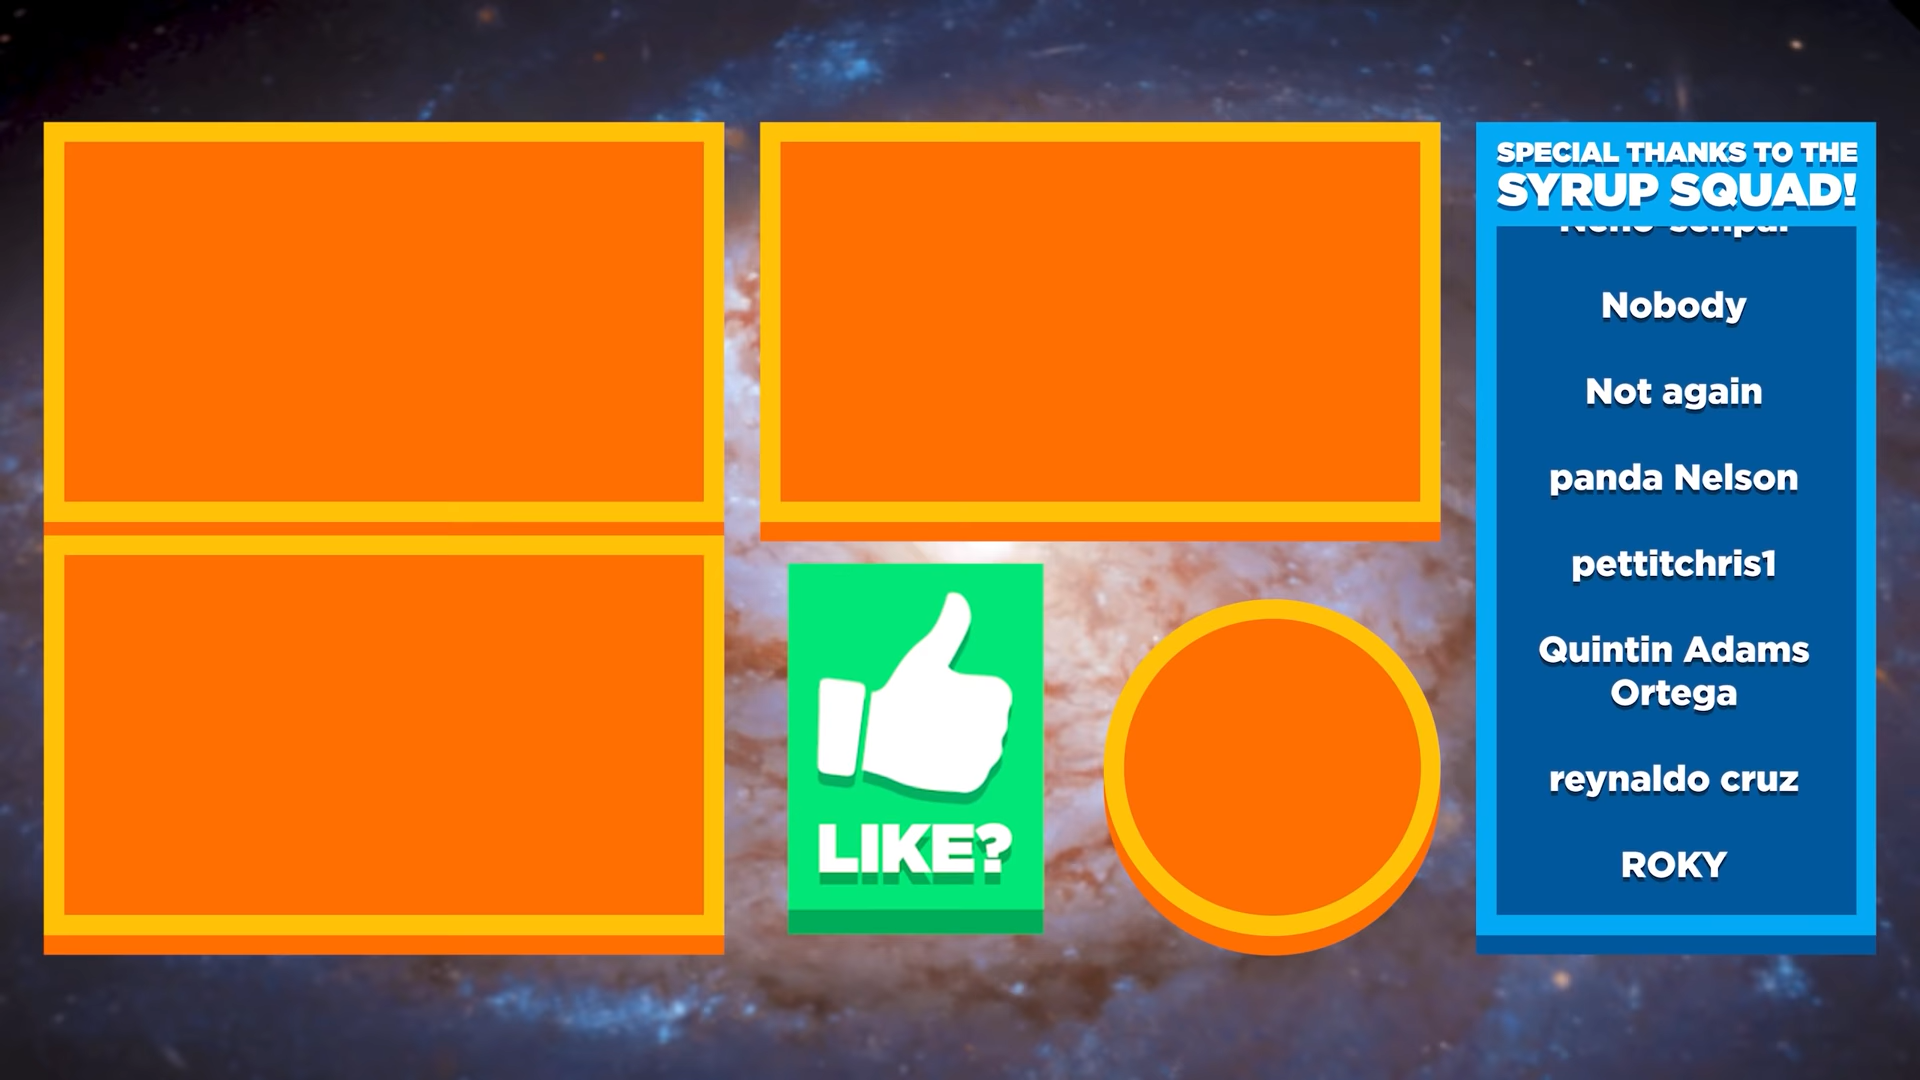 SPECIAL THANKS TO THE
SYRUP SQUAD!
Nobody
Not again
panda Nelson
pettitchris1
Quintin Adams
Ortega
reynaldo cruz
ROKY
LIKE?